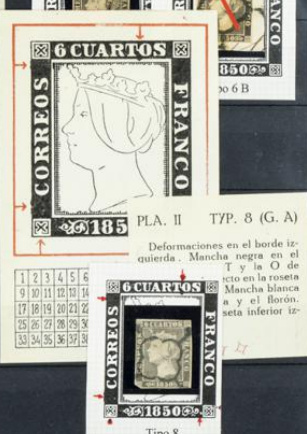 1850
po 6 B
6 CUARTOS
CORREOS
FRANCO
185
PLA. II TYP. 8 (G. A)
Deformaciones en el borde iz-
quierda. Mancha negra en el
T y la O de
cto en la roseta
Mancha blanca
a y el florón.
seta inferior iz-
1 2 3 4 5 6
9 10 11 12 13 14
17 18 19 20 21 22
25 26 27 28 29 30
33 34 35 36 37 38
6 CUARTOS
CORREOS
FRANCO
6 CUARTOS
1850
Tipo 8